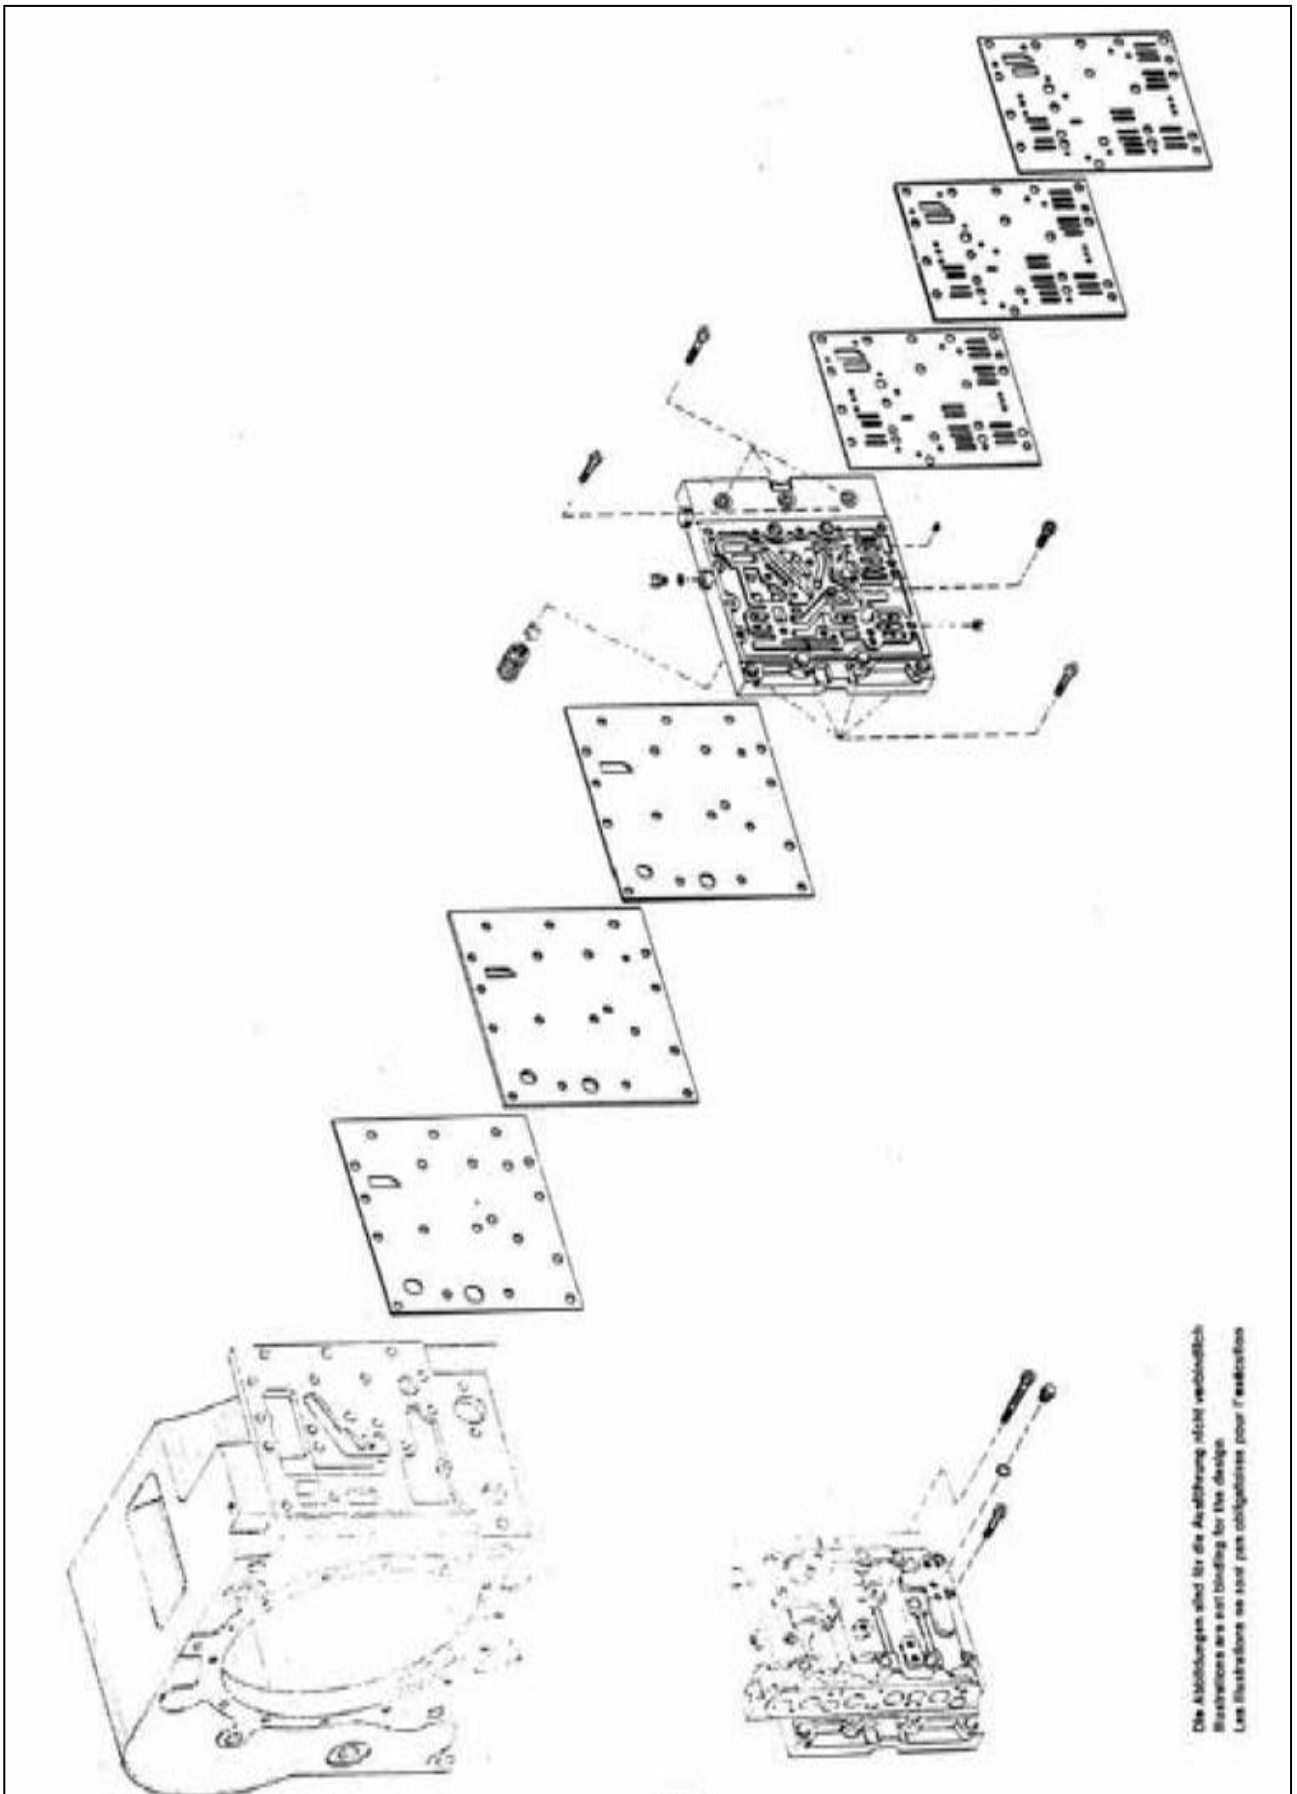 Die Abbildungen sind für die Ausführung nicht verbindlich
Illustrations are not binding for the design
Les illustrations ne sont pas obligatoires pour l'exécution